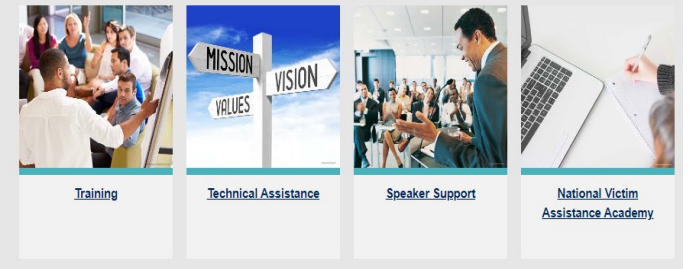 MISSION
VISION
VALUES
Training
Technical Assistance
Speaker Support
National Victim
Assistance Academy